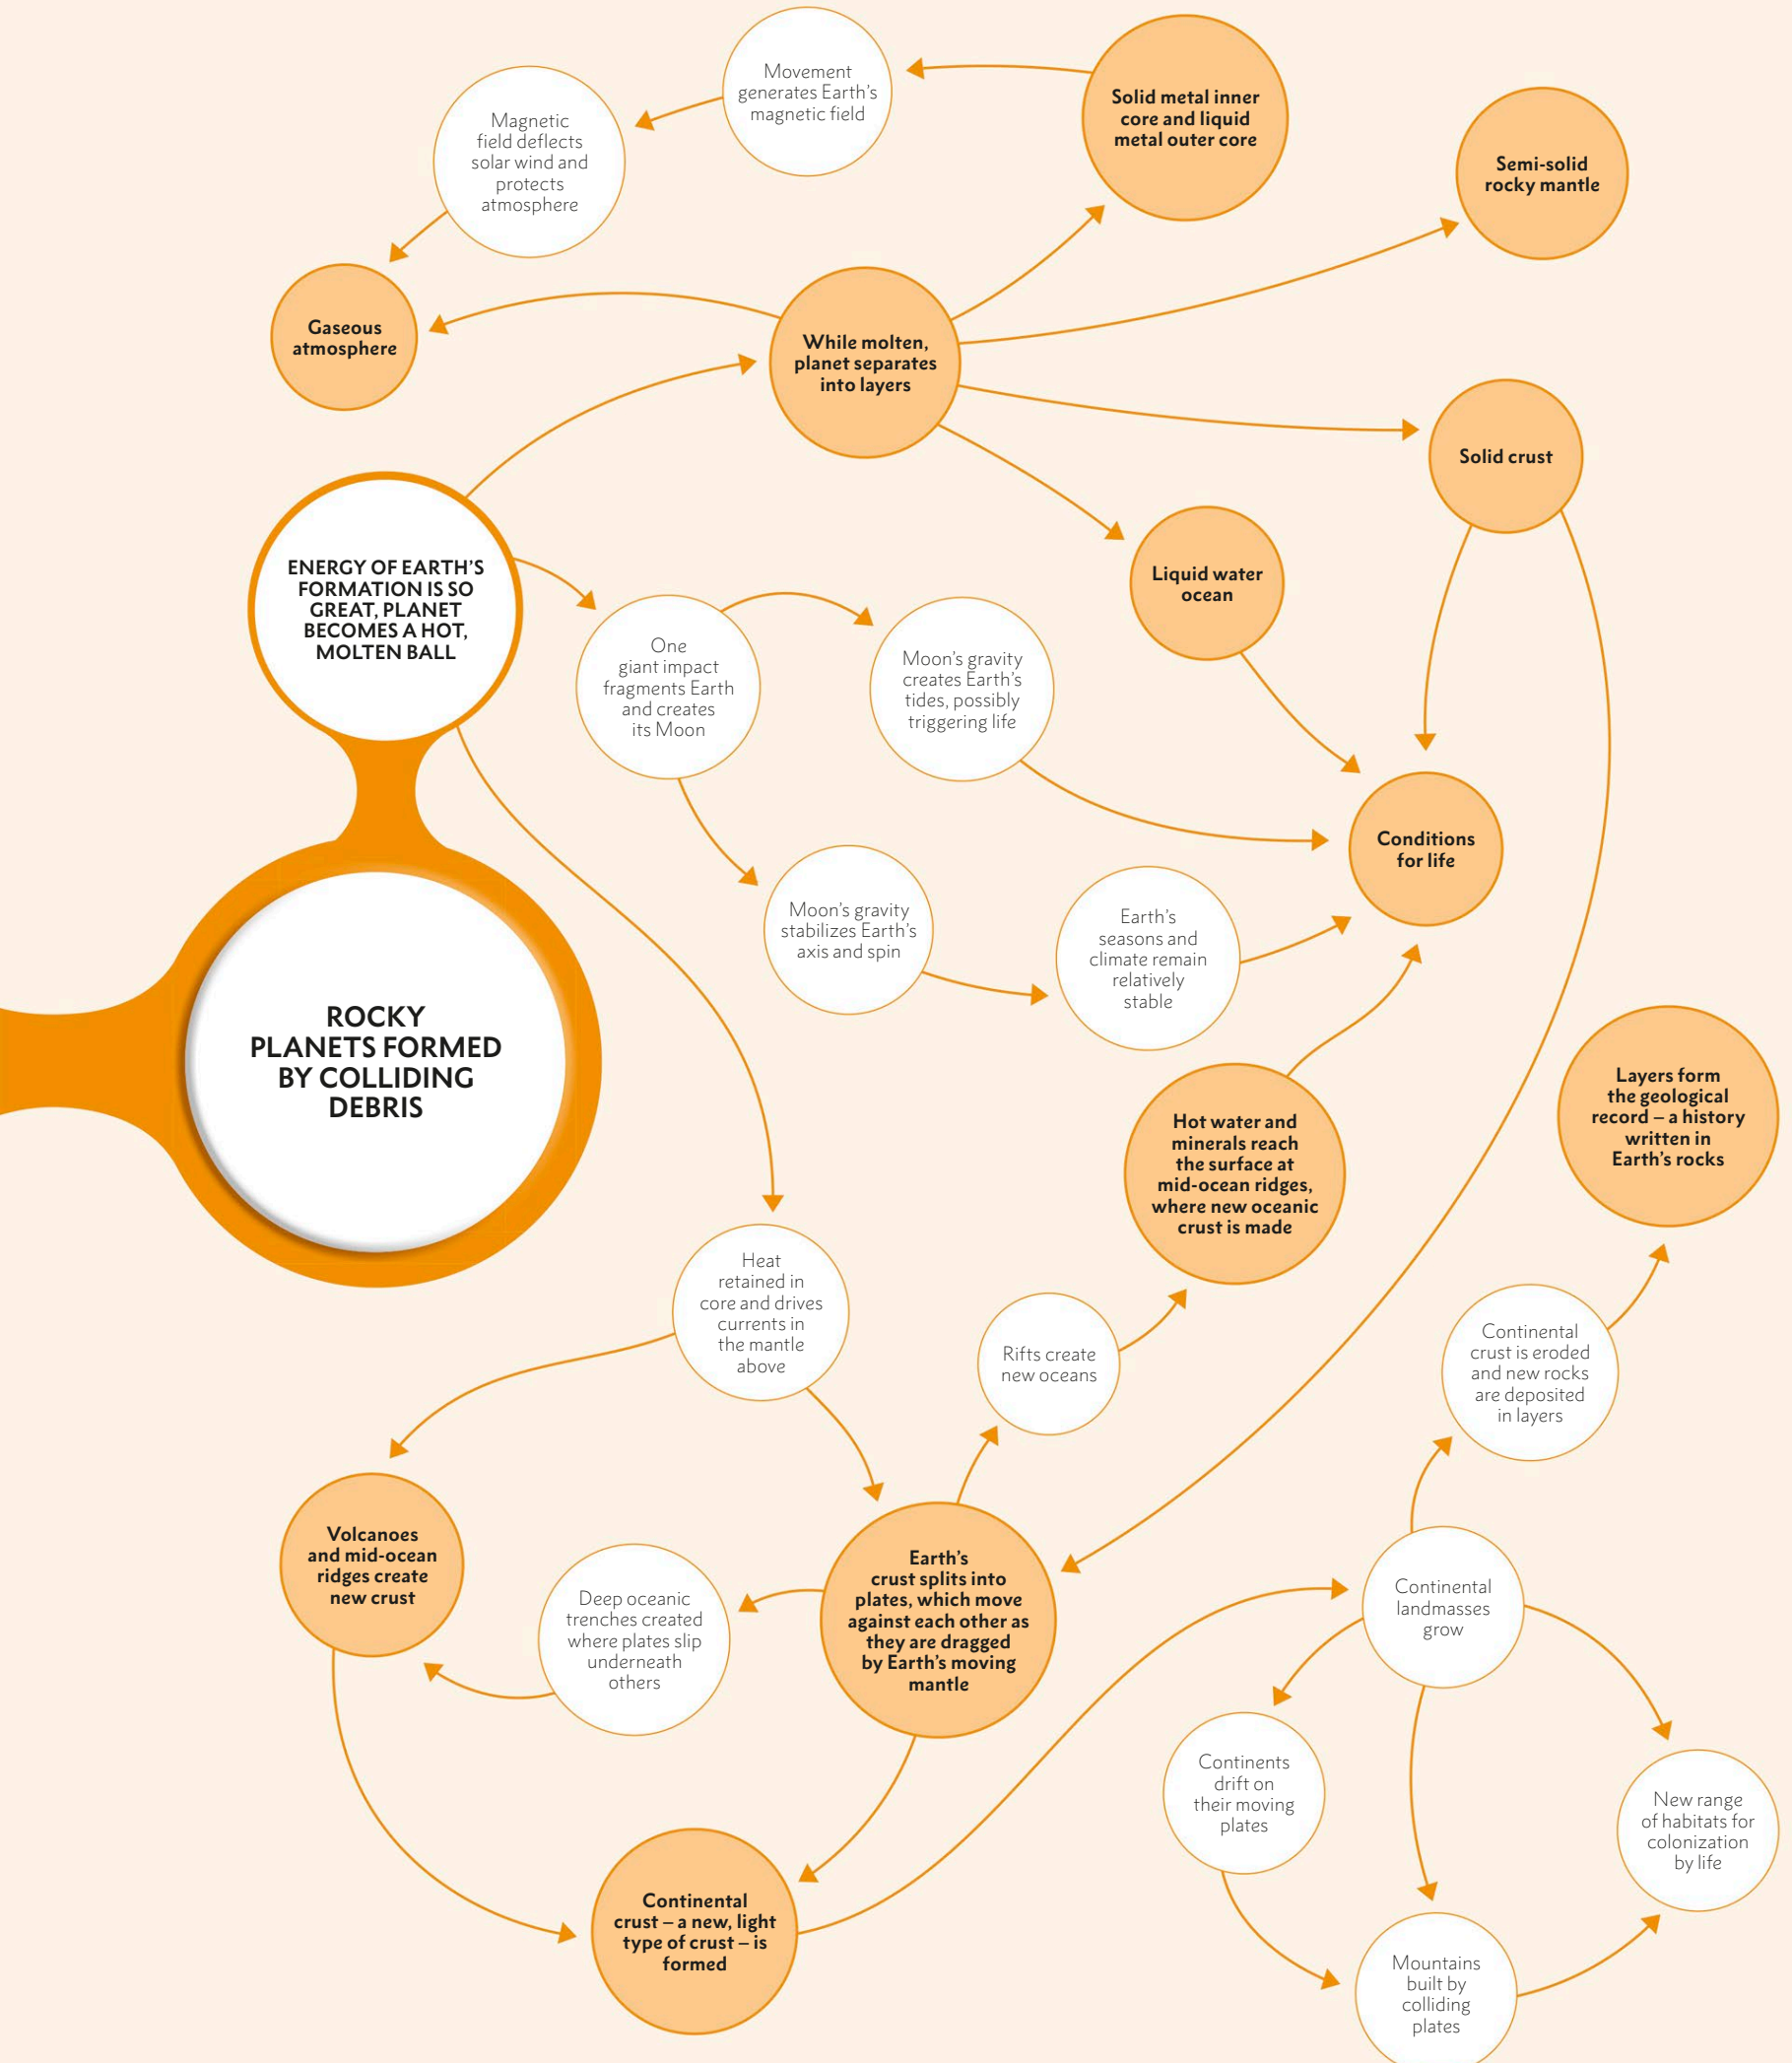 Movement
generates Earth's
magnetic field
Solid metal inner
core and liquid
metal outer core
Magnetic
field deflects
solar wind and
protects
atmosphere
Semi-solid
rocky mantle
Gaseous
atmosphere
While molten,
planet separates
into layers
Solid crust
ENERGY OF EARTH'S
FORMATION IS SO
GREAT, PLANET
BECOMES A HOT,
MOLTEN BALL
Liquid water
ocean
One
giant impact
fragments Earth
and creates
its Moon
Moon's gravity
creates Earth's
tides, possibly
triggering life
Conditions
for life
Moon's gravity
stabilizes Earth's
axis and spin
Earth's
seasons and
climate remain
relatively
stable
ROCKY
PLANETS FORMED
BY COLLIDING
DEBRIS
Layers form
the geological
record – a history
written in
Earth's rocks
Hot water and
minerals reach
the surface at
mid-ocean ridges,
where new oceanic
crust is made
Heat
retained in
core and drives
currents in
the mantle
above
Rifts create
new oceans
Continental
crust is eroded
and new rocks
are deposited
in layers
Volcanoes
and mid-ocean
ridges create
new crust
Deep oceanic
trenches created
where plates slip
underneath
others
Earth's
crust splits into
plates, which move
against each other as
they are dragged
by Earth's moving
mantle
Continental
landmasses
grow
Continents
drift on
their moving
plates
New range
of habitats for
colonization
by life
Continental
crust – a new, light
type of crust – is
formed
Mountains
built by
colliding
plates